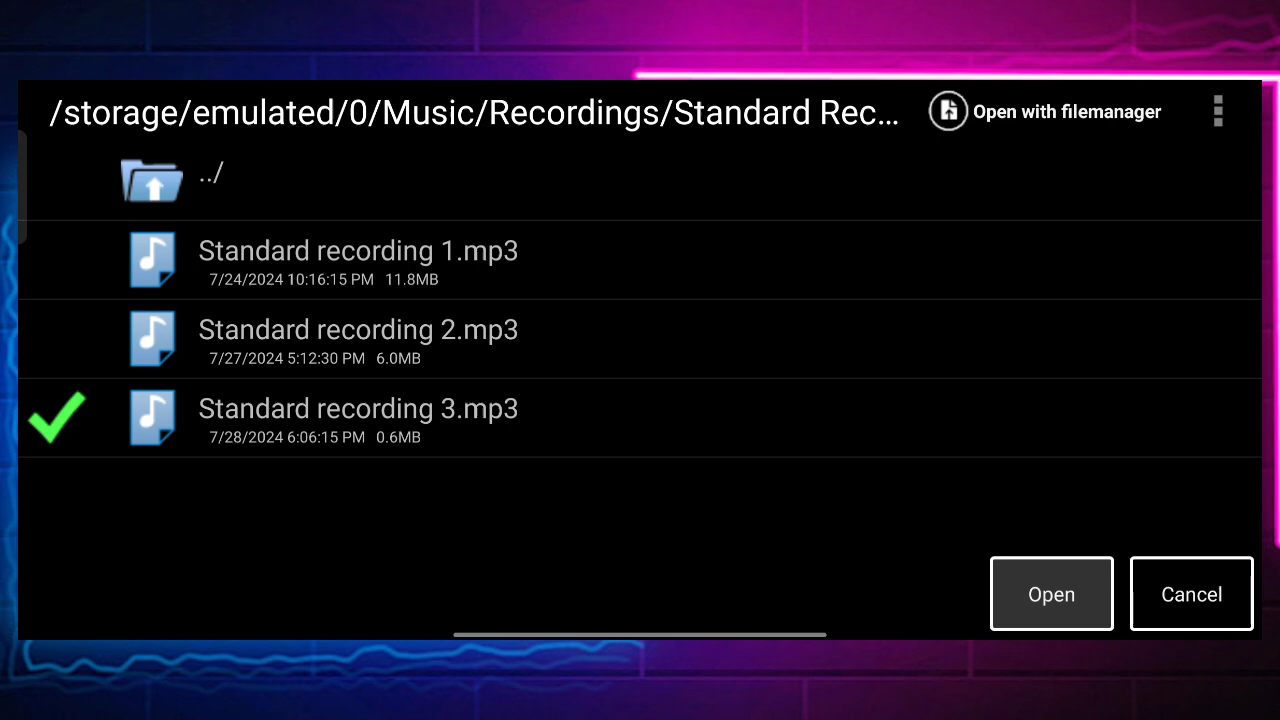 /storage/emulated/0/Music/Recordings/Standard Rec...
Open with filemanager
../
Standard recording 1.mp3
7/24/2024 10:16:15 PM 11.8MB
Standard recording 2.mp3
7/27/2024 5:12:30 PM 6.0MB
Standard recording 3.mp3
7/28/2024 6:06:15 PM 0.6MB
Open
Cancel